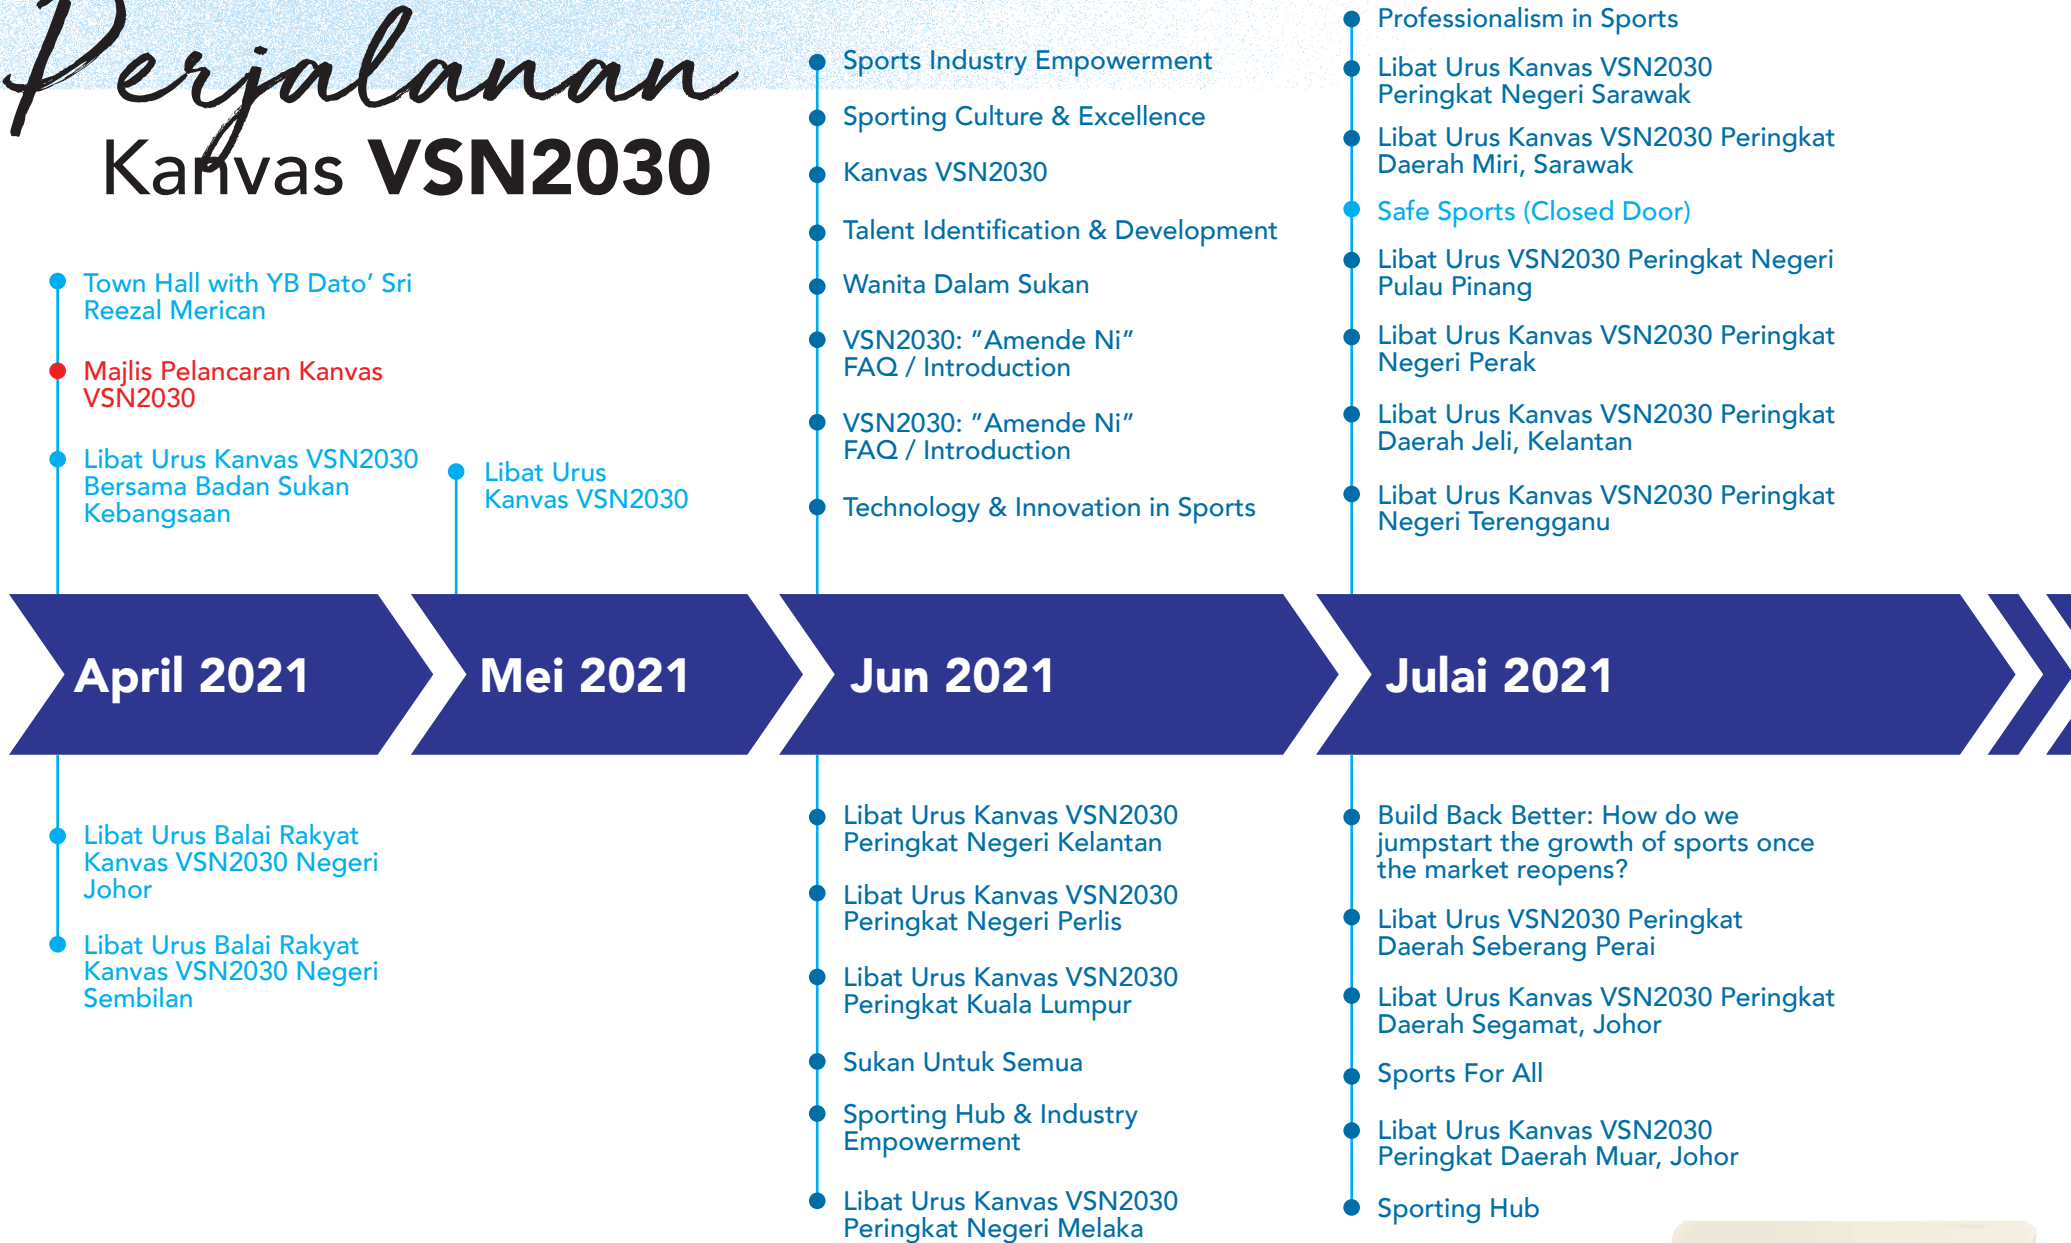 Perjalanan
Kanvas VSN2030
Town Hall with YB Dato’ Sri
Reezal Merican
Majlis Pelancaran Kanvas
VSN2030
Libat Urus Kanvas VSN2030
Bersama Badan Sukan
Kebangsaan
Libat Urus
Kanvas VSN2030
Sports Industry Empowerment
Sporting Culture & Excellence
Kanvas VSN2030
Talent Identification & Development
Wanita Dalam Sukan
VSN2030: ”Amende Ni”
FAQ / Introduction
VSN2030: ”Amende Ni”
FAQ / Introduction
Technology & Innovation in Sports
Professionalism in Sports
Libat Urus Kanvas VSN2030
Peringkat Negeri Sarawak
Libat Urus Kanvas VSN2030 Peringkat
Daerah Miri, Sarawak
Safe Sports (Closed Door)
Libat Urus VSN2030 Peringkat Negeri
Pulau Pinang
Libat Urus Kanvas VSN2030 Peringkat
Negeri Perak
Libat Urus Kanvas VSN2030 Peringkat
Daerah Jeli, Kelantan
Libat Urus Kanvas VSN2030 Peringkat
Negeri Terengganu
April 2021
Mei 2021
Jun 2021
Julai 2021
Libat Urus Balai Rakyat
Kanvas VSN2030 Negeri
Johor
Libat Urus Balai Rakyat
Kanvas VSN2030 Negeri
Sembilan
Libat Urus Kanvas VSN2030
Peringkat Negeri Kelantan
Libat Urus Kanvas VSN2030
Peringkat Negeri Perlis
Libat Urus Kanvas VSN2030
Peringkat Kuala Lumpur
Sukan Untuk Semua
Sporting Hub & Industry
Empowerment
Libat Urus Kanvas VSN2030
Peringkat Negeri Melaka
Build Back Better: How do we
jumpstart the growth of sports once
the market reopens?
Libat Urus VSN2030 Peringkat
Daerah Seberang Perai
Libat Urus Kanvas VSN2030 Peringkat
Daerah Segamat, Johor
Sports For All
Libat Urus Kanvas VSN2030
Peringkat Daerah Muar, Johor
Sporting Hub